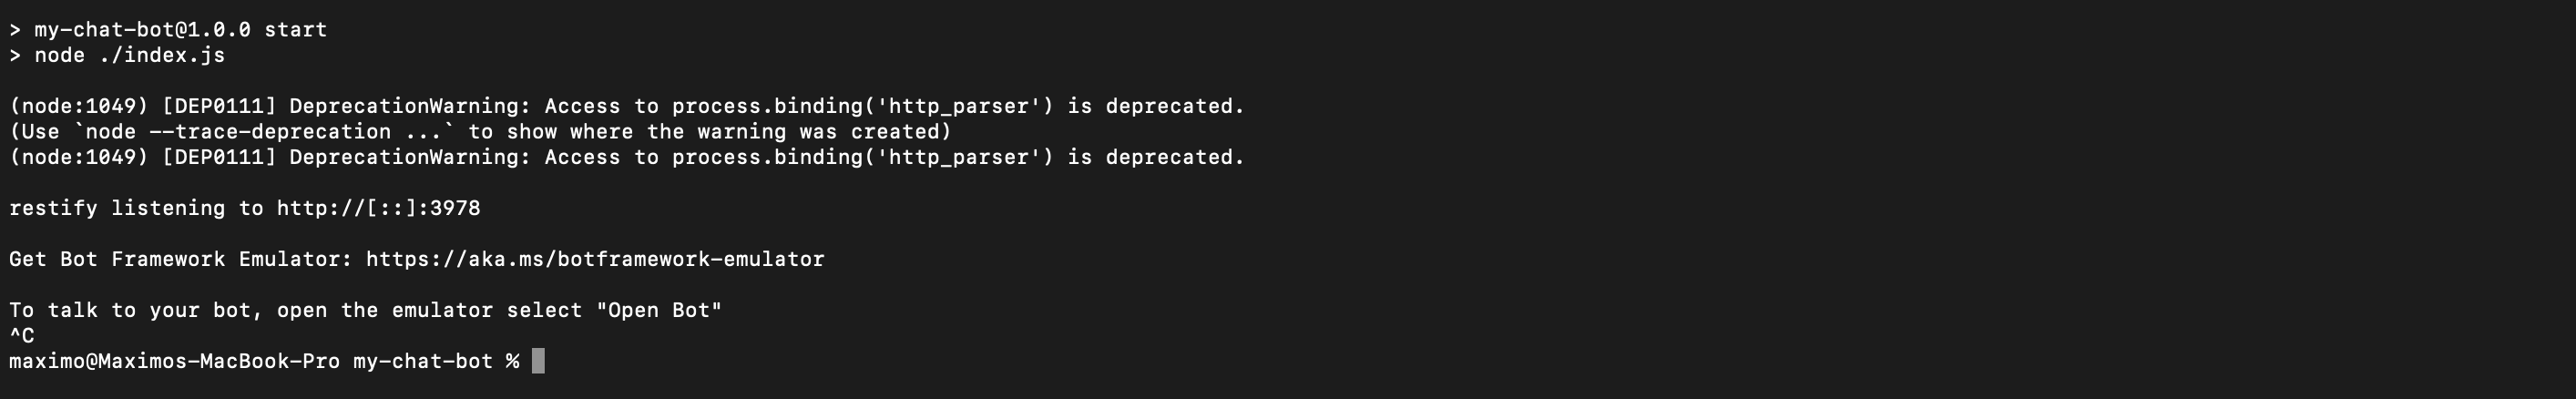 > my-chat-bot@1.0.0 start
> node ./index.js
(node:1049) [DEP0111] DeprecationWarning: Access to process.binding('http_parser') is deprecated.
(Use `node --trace-deprecation ...` to show where the warning was created)
(node:1049) [DEP0111] DeprecationWarning: Access to process.binding('http_parser') is deprecated.
restify listening to http://[::]:3978
Get Bot Framework Emulator: https://aka.ms/botframework-emulator
To talk to your bot, open the emulator select "Open Bot"
^C
maximo@Maximos-MacBook-Pro my-chat-bot %